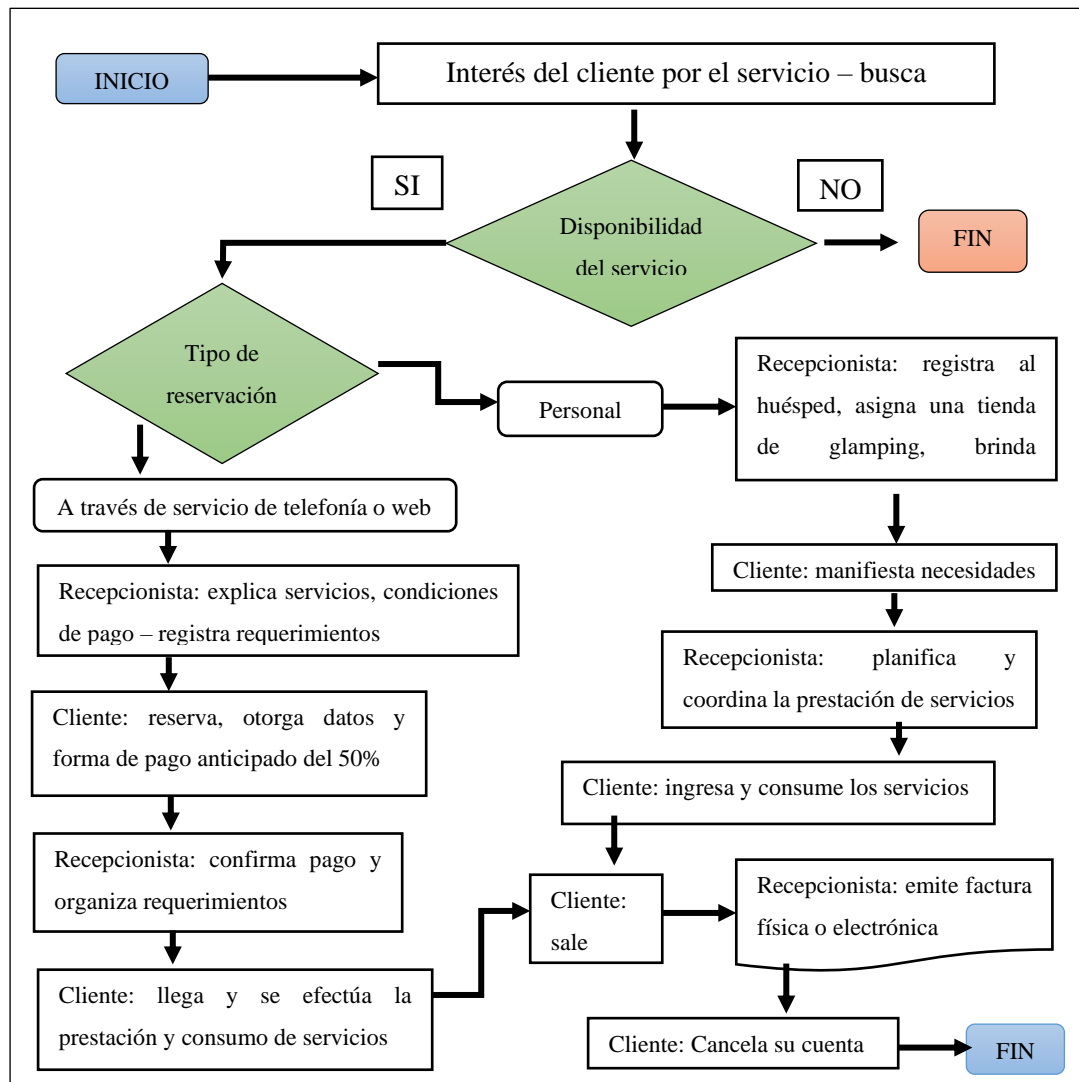 INICIO
Interés del cliente por el servicio – busca
SI
NO
Disponibilidad
del servicio
FIN
Tipo de
reservación
Personal
Recepcionista: registra al
huésped, asigna una tienda
de glamping, brinda
A través de servicio de telefonía o web
Cliente: manifiesta necesidades
Recepcionista: explica servicios, condiciones
de pago – registra requerimientos
Recepcionista: planifica y
coordina la prestación de servicios
Cliente: reserva, otorga datos y
forma de pago anticipado del 50%
Cliente: ingresa y consume los servicios
Recepcionista: confirma pago y
organiza requerimientos
Cliente:
sale
Recepcionista: emite factura
física o electrónica
Cliente: llega y se efectúa la
prestación y consumo de servicios
Cliente: Cancela su cuenta
FIN